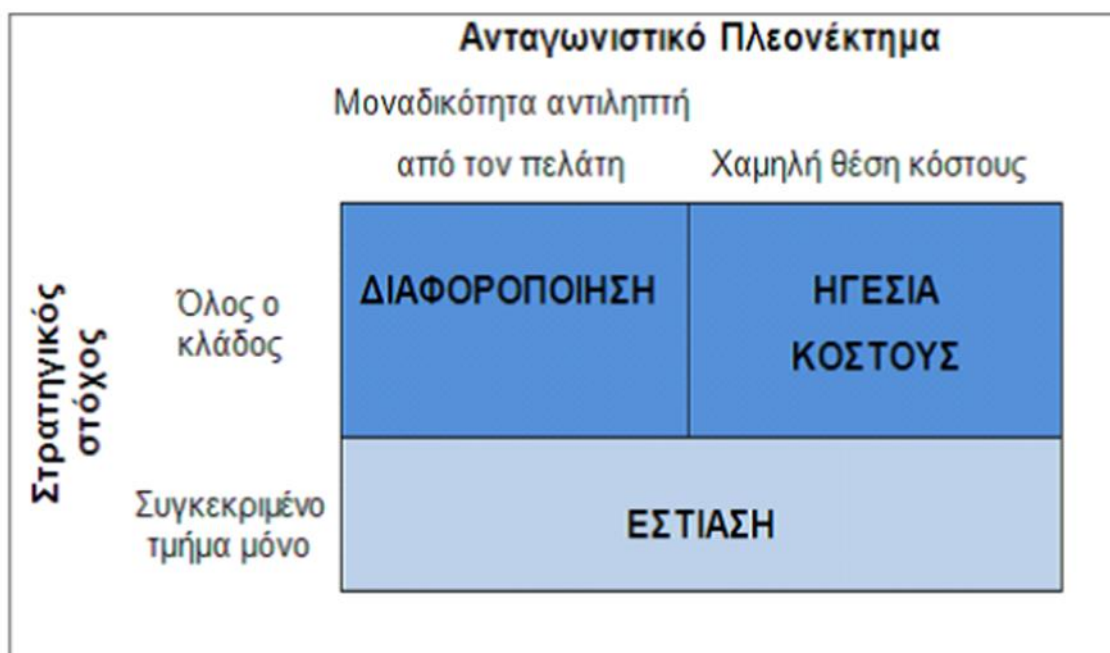 Ανταγωνιστικό Πλεονέκτημα
Μοναδικότητα αντιληπτή
από τον πελάτη
Χαμηλή θέση κόστους
Στρατηγικός
στόχος
Όλος ο
κλάδος
ΔΙΑΦΟΡΟΠΟΙΗΣΗ
ΗΓΕΣΙΑ
ΚΟΣΤΟΥΣ
Συγκεκριμένο
τμήμα μόνο
ΕΣΤΙΑΣΗ